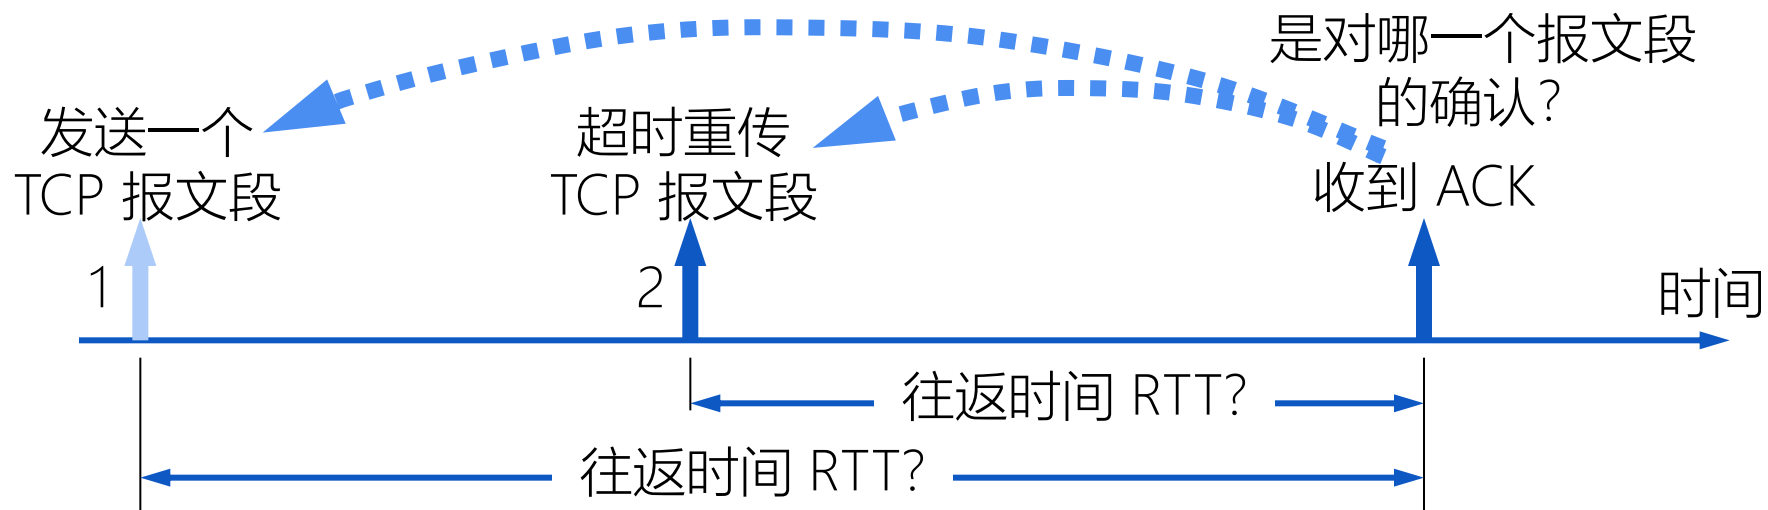 是对哪一个报文段
的确认?
发送一个
TCP 报文段
超时重传
TCP 报文段
收到 ACK
1
2
时间
往返时间 RTT?
往返时间 RTT?